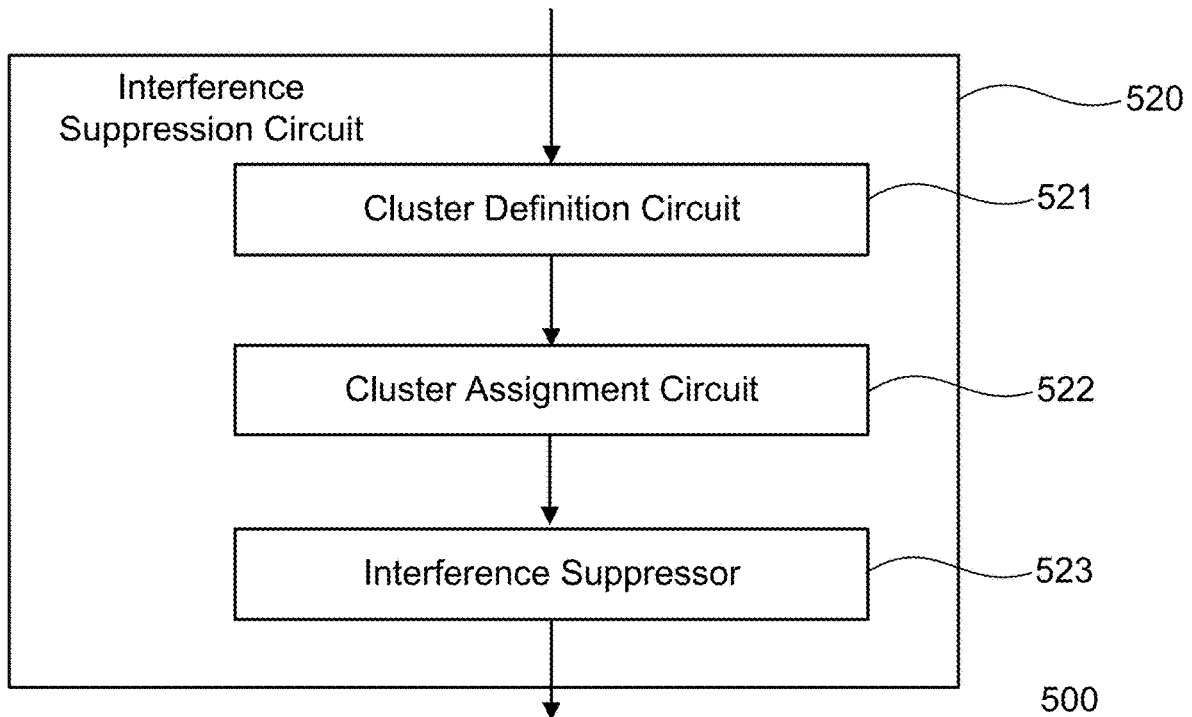 Interference
Suppression Circuit
520
Cluster Definition Circuit
521
Cluster Assignment Circuit
522
Interference Suppressor
523
500